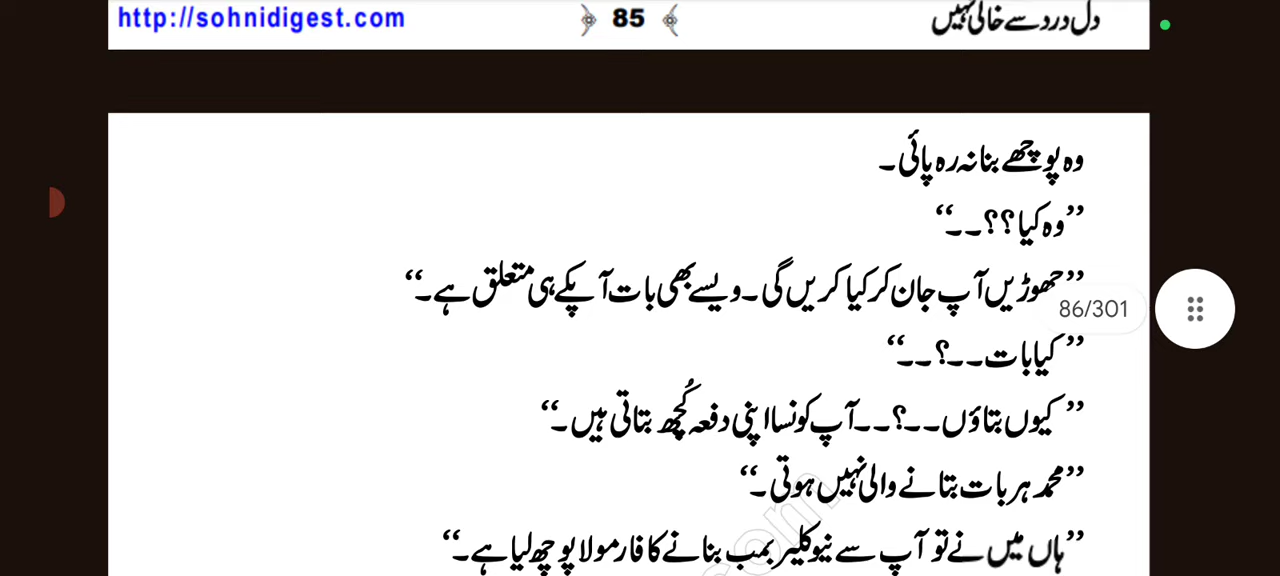 http://sohnidigest.com ﴾ 85 ﴿ دل درد سے خالی نہیں
وہ پوچھے بنا نہ رہ پائی۔
”وہ کیا؟؟۔۔“
”چھوڑیں آپ جان کر کیا کریں گی۔ ویسے بھی بات آپکے ہی متعلق ہے۔“
86/301
”کیا بات۔۔؟۔۔“
”کیوں بتاؤں۔۔؟۔۔ آپ کونسا اپنی دفعہ کُچھ بتاتی ہیں۔“
”محمد ہر بات بتانے والی نہیں ہوتی۔“
”ہاں میں نے تو آپ سے نیوکلیر بمب بنانے کا فارمولا پوچھ لیا ہے۔“